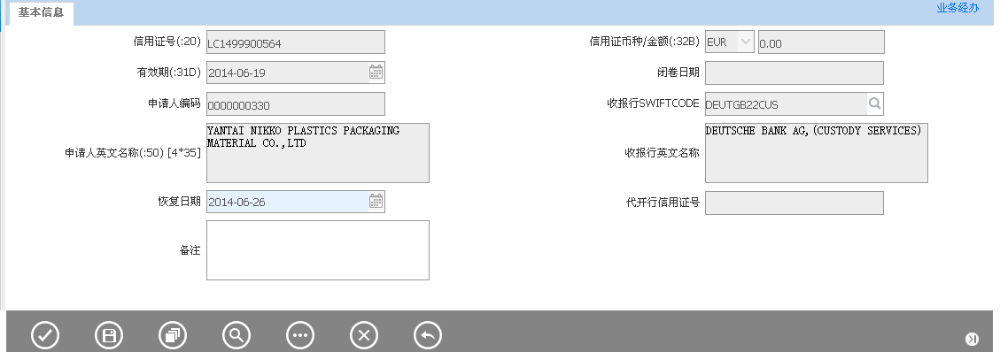 基本信息
业务经办
信用证号(:20) LC1499900564
信用证币种/金额(:32B) EUR 0.00
有效期(:31D) 2014-06-19
闭卷日期
申请人编码 0000000330
收报行SWIFTCODE DEUTGB22CUS
申请人英文名称(:50) [4*35]
YANTAI NIKKO PLASTICS PACKAGING
MATERIAL CO.,LTD
收报行英文名称
DEUTSCHE BANK AG,(CUSTODY SERVICES)
恢复日期 2014-06-26
代开行信用证号
备注